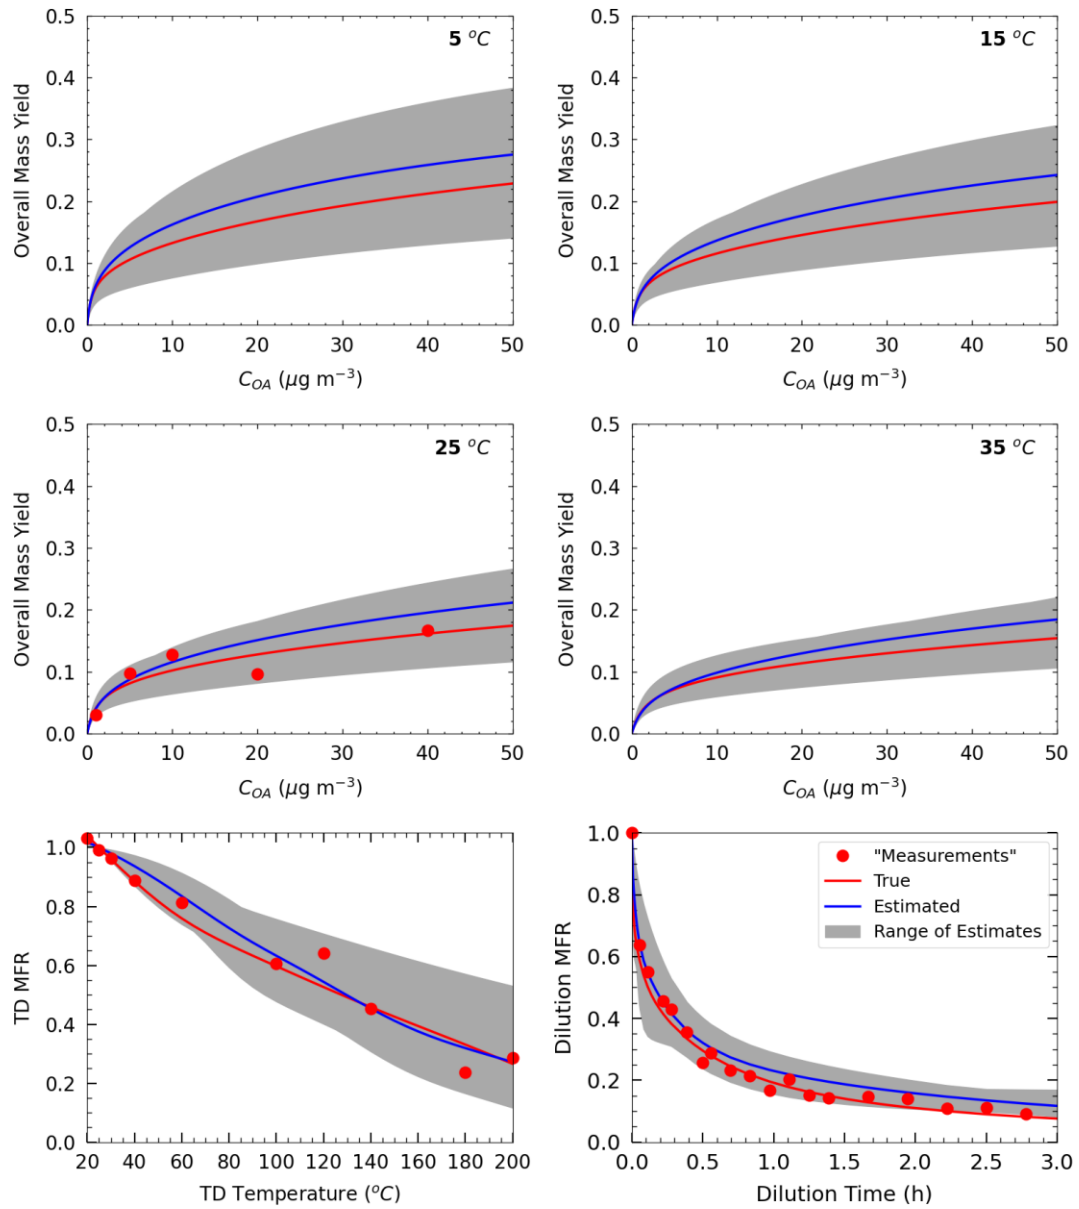 5 °C
Overall Mass Yield
0.5
0.4
0.3
0.2
0.1
0.0
0 10 20 30 40 50
C_OA (μg m⁻³)
15 °C
Overall Mass Yield
0.5
0.4
0.3
0.2
0.1
0.0
0 10 20 30 40 50
C_OA (μg m⁻³)
25 °C
Overall Mass Yield
0.5
0.4
0.3
0.2
0.1
0.0
0 10 20 30 40 50
C_OA (μg m⁻³)
35 °C
Overall Mass Yield
0.5
0.4
0.3
0.2
0.1
0.0
0 10 20 30 40 50
C_OA (μg m⁻³)
TD MFR
1.0
0.8
0.6
0.4
0.2
0.0
20 40 60 80 100 120 140 160 180 200
TD Temperature (°C)
Dilution MFR
1.0
0.8
0.6
0.4
0.2
0.0
"Measurements"
True
Estimated
Range of Estimates
0.0 0.5 1.0 1.5 2.0 2.5 3.0
Dilution Time (h)